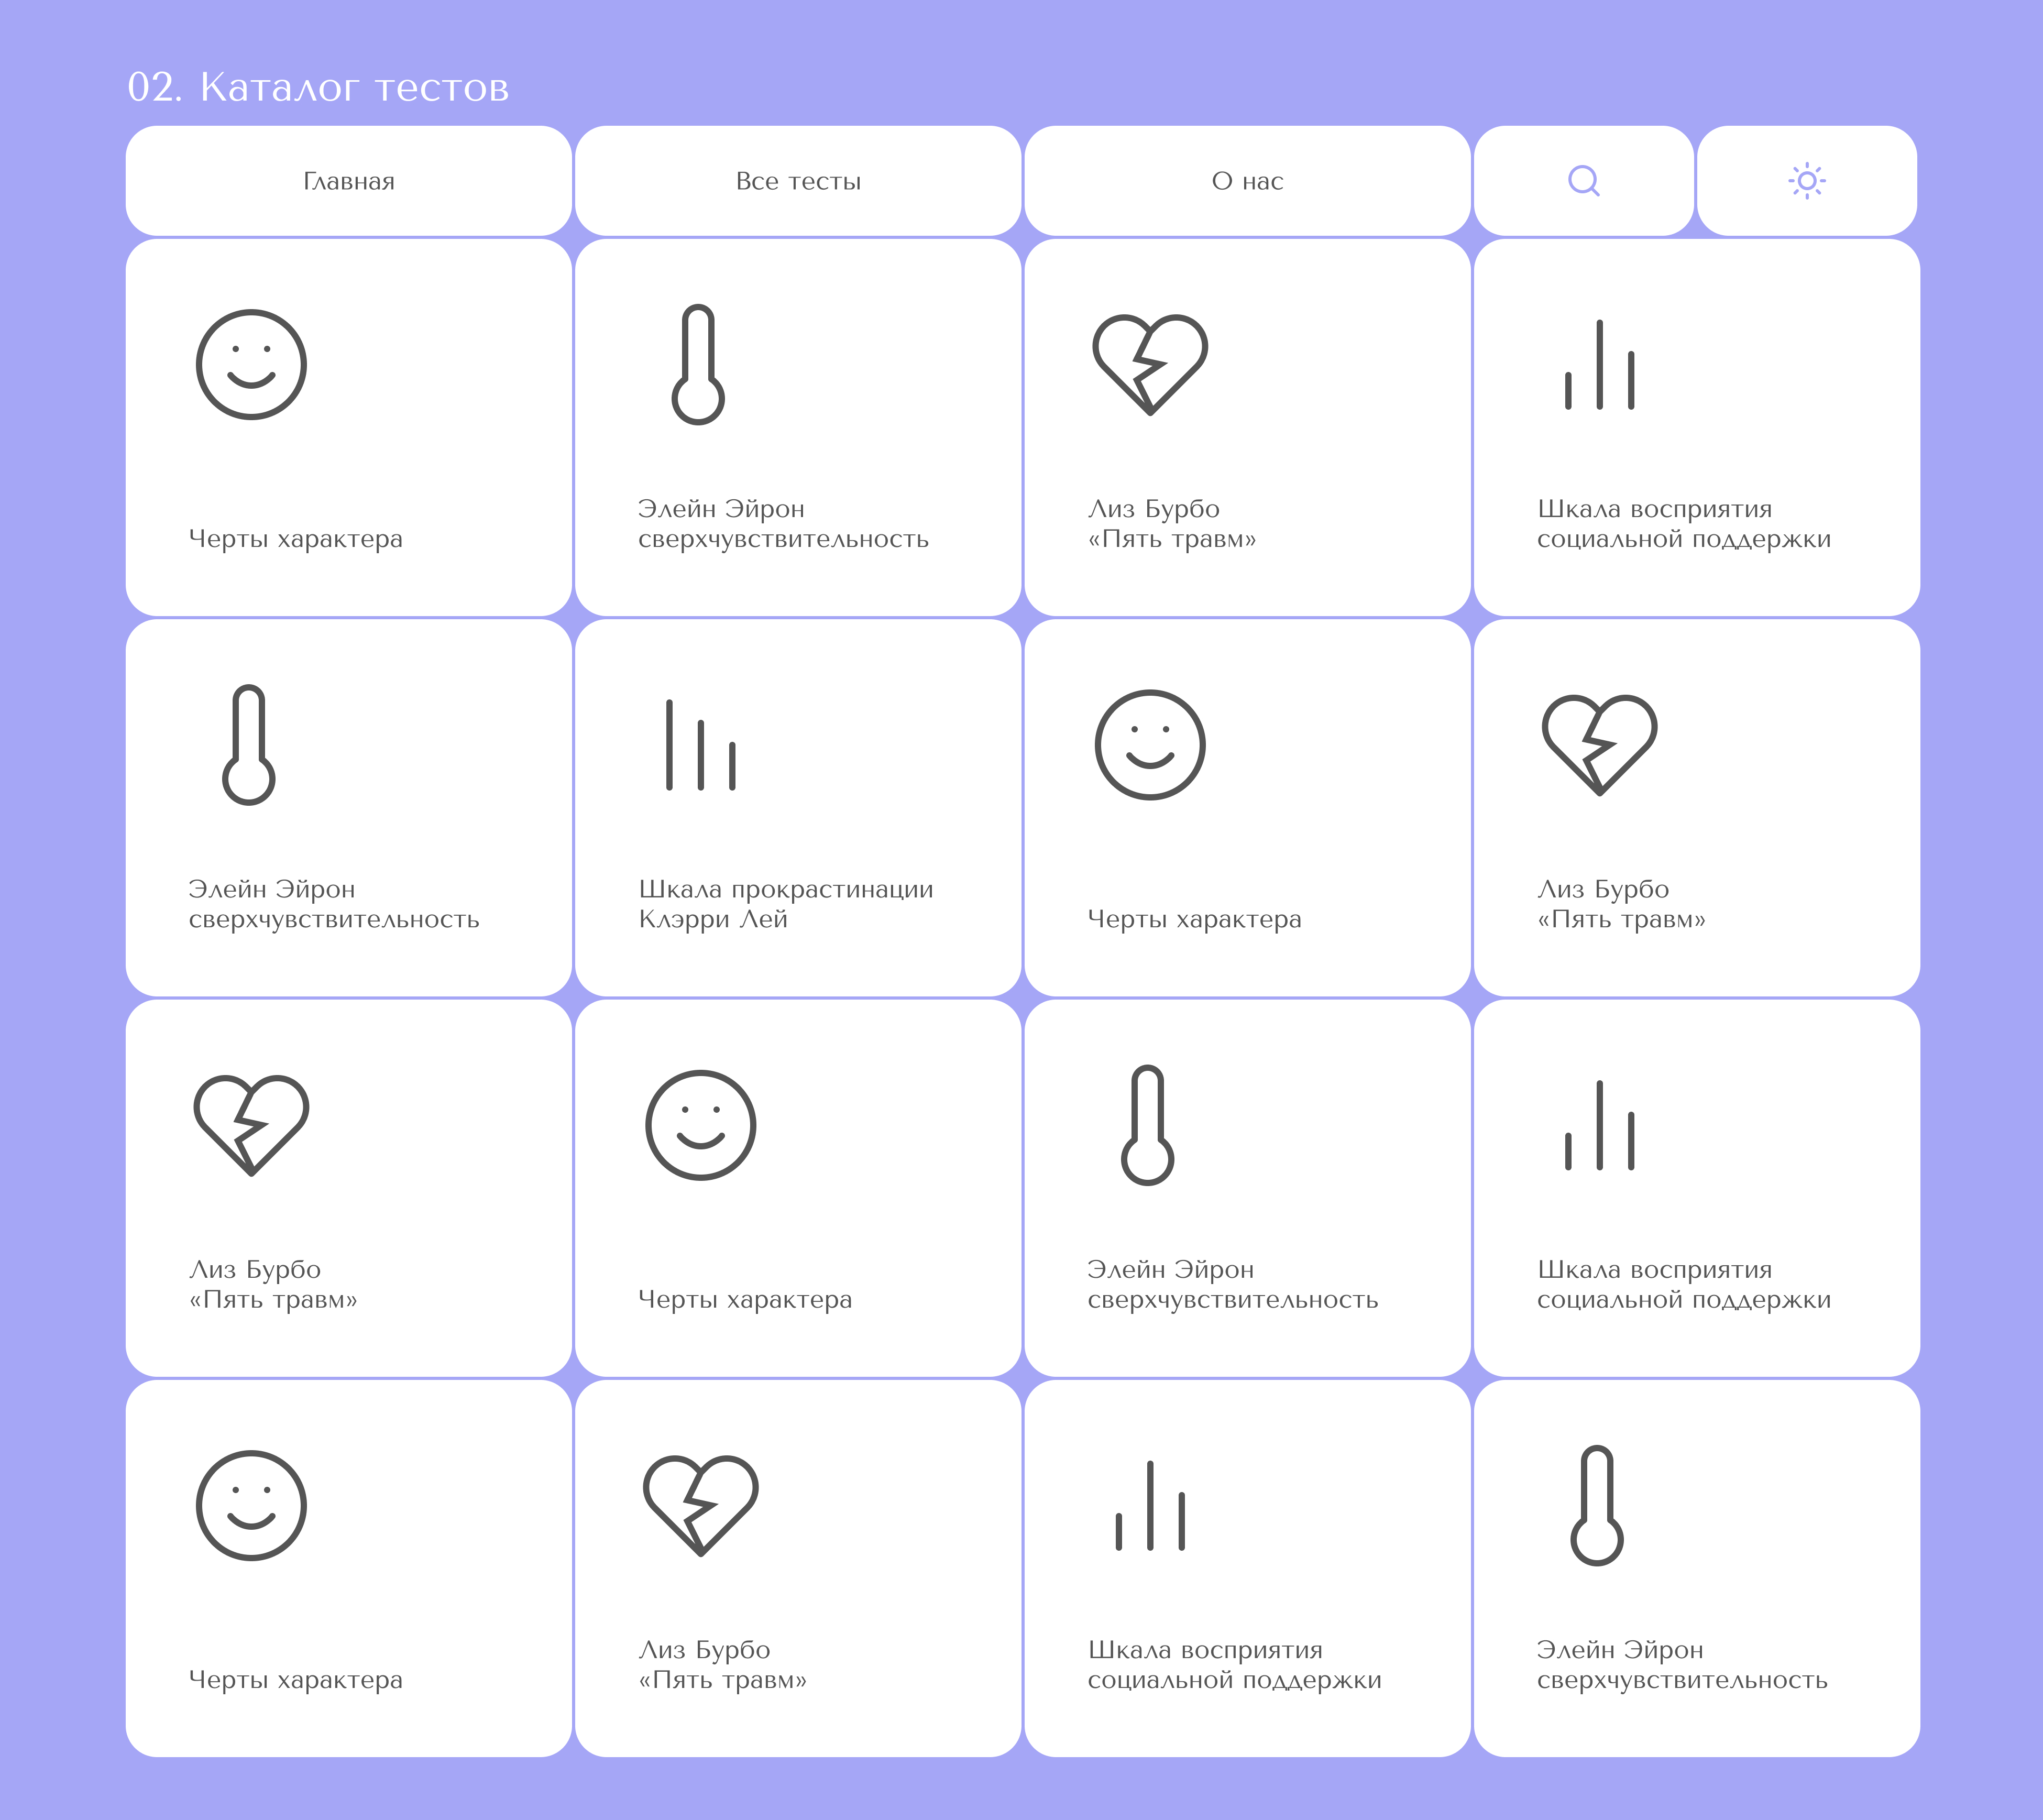 02. Каталог тестов
Главная
Все тесты
О нас
Черты характера
Элейн Эйрон
сверхчувствительность
Лиз Бурбо
«Пять травм»
Шкала восприятия
социальной поддержки
Элейн Эйрон
сверхчувствительность
Шкала прокрастинации
Клэрри Лей
Черты характера
Лиз Бурбо
«Пять травм»
Лиз Бурбо
«Пять травм»
Черты характера
Элейн Эйрон
сверхчувствительность
Шкала восприятия
социальной поддержки
Черты характера
Лиз Бурбо
«Пять травм»
Шкала восприятия
социальной поддержки
Элейн Эйрон
сверхчувствительность